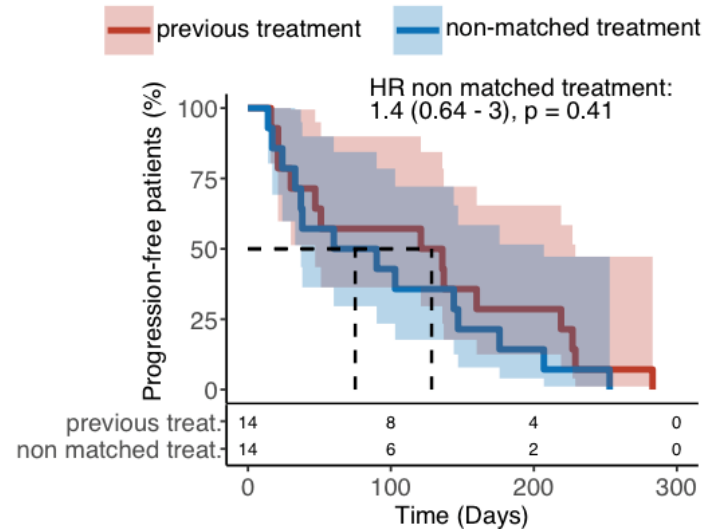 previous treatment non-matched treatment
HR non matched treatment:
1.4 (0.64 - 3), p = 0.41
Progression-free patients (%)
100
75
50
25
0
previous treat. 14 8 4 0
non matched treat. 14 6 2 0
0 100 200 300
Time (Days)